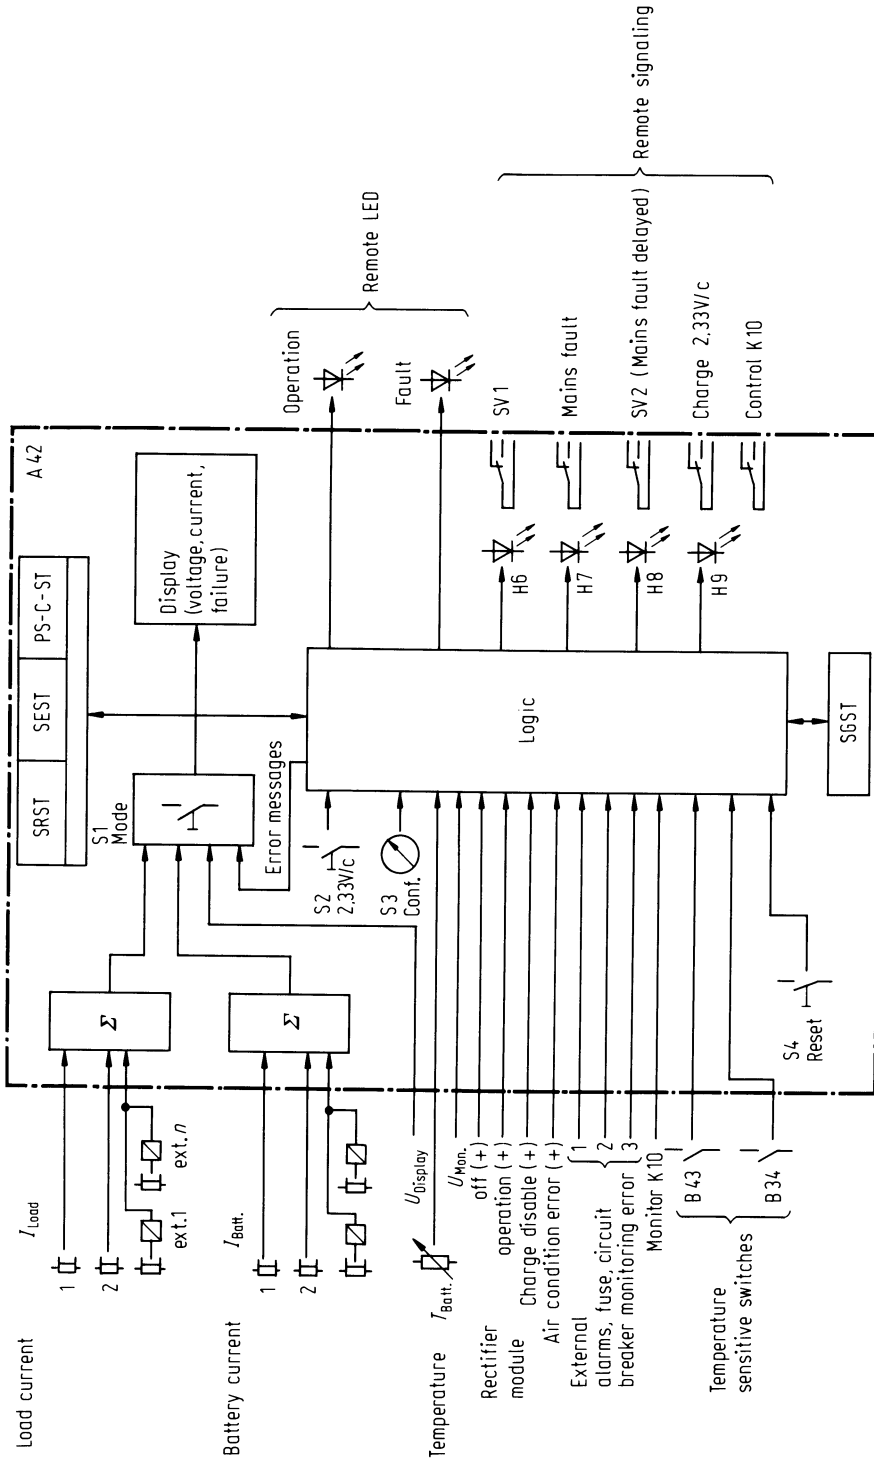 Load current
I Load
1
2
ext.1
ext.n
Σ
Battery current
I Batt.
1
2
Σ
Temperature
T Batt.
U Display
U Mon.
Rectifier
module
off (+)
operation (+)
Charge disable (+)
Air condition error (+)
External
alarms, fuse, circuit
breaker monitoring error
1
2
3
Monitor K10
Temperature
sensitive switches
B43
B34
A42
SRST
SEST
PS-C-ST
S1
Mode
Display
(voltage, current,
failure)
Error messages
S2
2,33V/c
S3
Conf.
S4
Reset
Logic
SGST
H6
H7
H8
H9
Operation
Fault
Remote LED
SV1
Mains fault
SV2 (Mains fault delayed)
Charge 2,33V/c
Control K10
Remote signaling